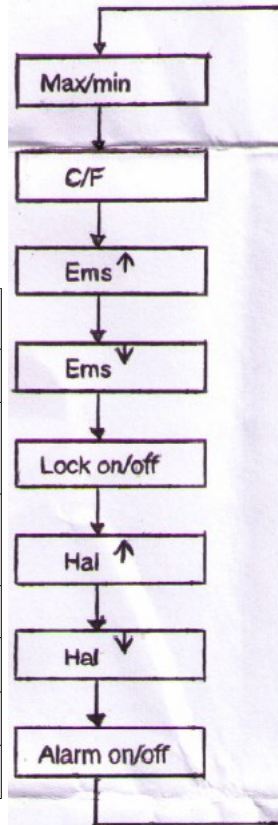 Max/min
C/F
Ems ↑
Ems ↓
Lock on/off
Hal ↑
Hal ↓
Alarm on/off